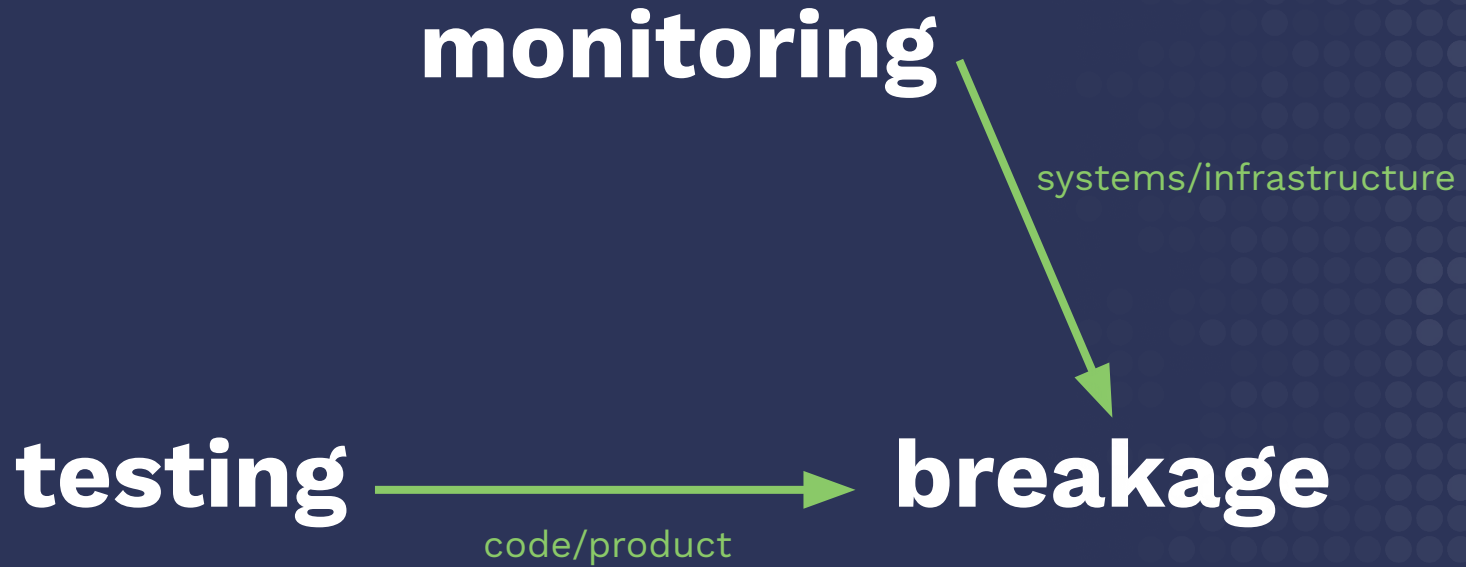 monitoring
systems/infrastructure
testing
breakage
code/product